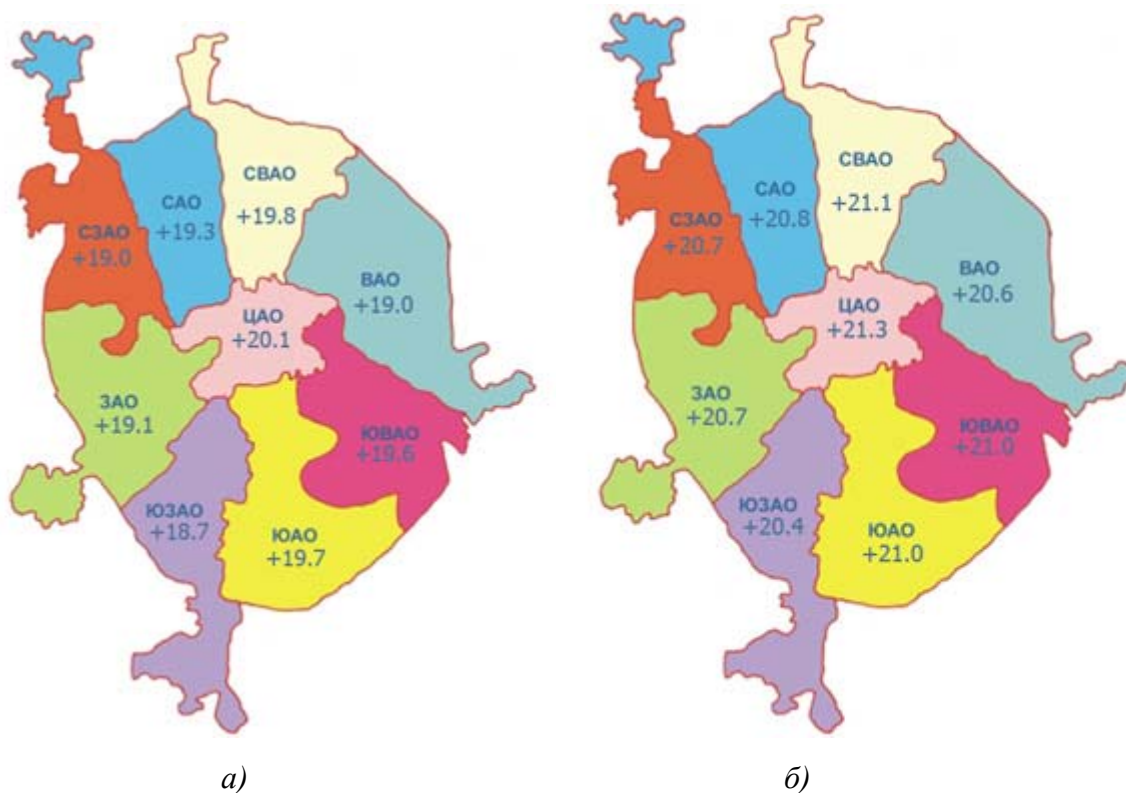 СВАО
+19.8
САО
+19.3
СЗАО
+19.0
ВАО
+19.0
ЦАО
+20.1
ЗАО
+19.1
ЮВАО
+19.6
ЮЗАО
+18.7
ЮАО
+19.7
а)
СВАО
+21.1
САО
+20.8
СЗАО
+20.7
ВАО
+20.6
ЦАО
+21.3
ЗАО
+20.7
ЮВАО
+21.0
ЮЗАО
+20.4
ЮАО
+21.0
б)